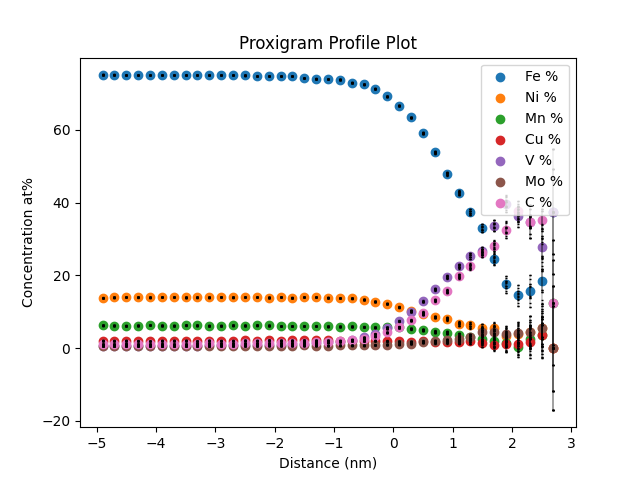 Proxigram Profile Plot
Fe %
Ni %
Mn %
Cu %
V %
Mo %
C %
Concentration at%
60
40
20
0
−20
−5 −4 −3 −2 −1 0 1 2 3
Distance (nm)